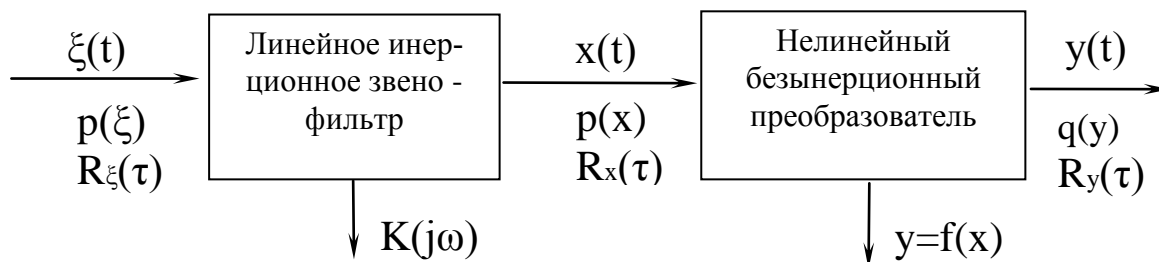 ξ(t)
p(ξ)
Rξ(τ)
Линейное инер-
ционное звено -
фильтр
K(jω)
x(t)
p(x)
Rx(τ)
Нелинейный
безынерционный
преобразователь
y=f(x)
y(t)
q(y)
Ry(τ)